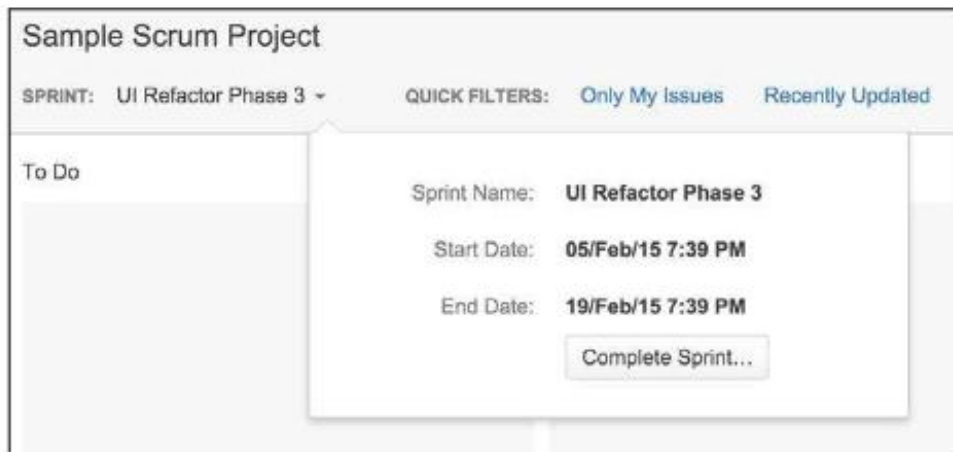 Sample Scrum Project
SPRINT: UI Refactor Phase 3 QUICK FILTERS: Only My Issues Recently Updated
To Do
Sprint Name: UI Refactor Phase 3
Start Date: 05/Feb/15 7:39 PM
End Date: 19/Feb/15 7:39 PM
Complete Sprint...